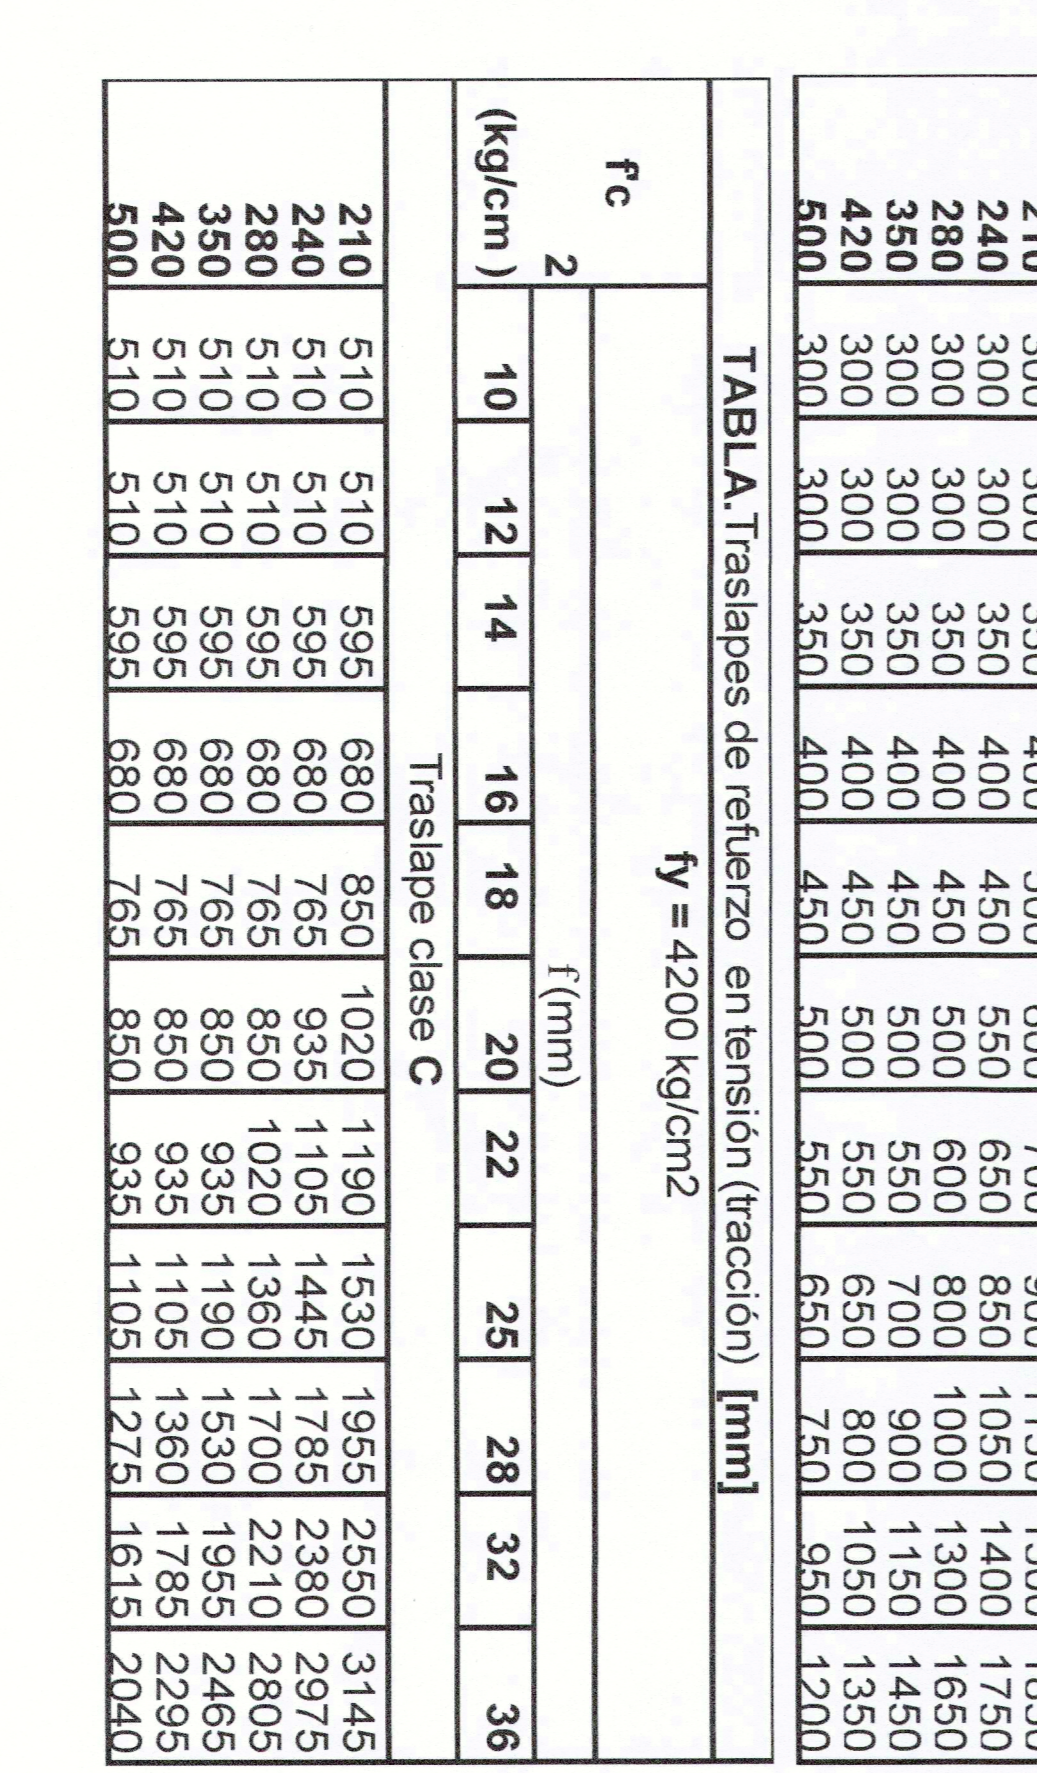 240 300 300 350 400 450 550 650 850 1050 1400 1750
280 300 300 350 400 450 500 600 800 1000 1300 1650
350 300 300 350 400 450 500 550 700 900 1150 1450
420 300 300 350 400 450 500 550 650 800 1050 1350
500 300 300 350 400 450 500 550 650 750 950 1200
TABLA.Traslapes de refuerzo en tensión (tracción) [mm]
fy = 4200 kg/cm2
f'c
2
f (mm)
(kg/cm ) 10 12 14 16 18 20 22 25 28 32 36
Traslape clase C
210 510 510 595 680 850 1020 1190 1530 1955 2550 3145
240 510 510 595 680 765 935 1105 1445 1785 2380 2975
280 510 510 595 680 765 850 1020 1360 1700 2210 2805
350 510 510 595 680 765 850 935 1190 1530 1955 2465
420 510 510 595 680 765 850 935 1105 1360 1785 2295
500 510 510 595 680 765 850 935 1105 1275 1615 2040